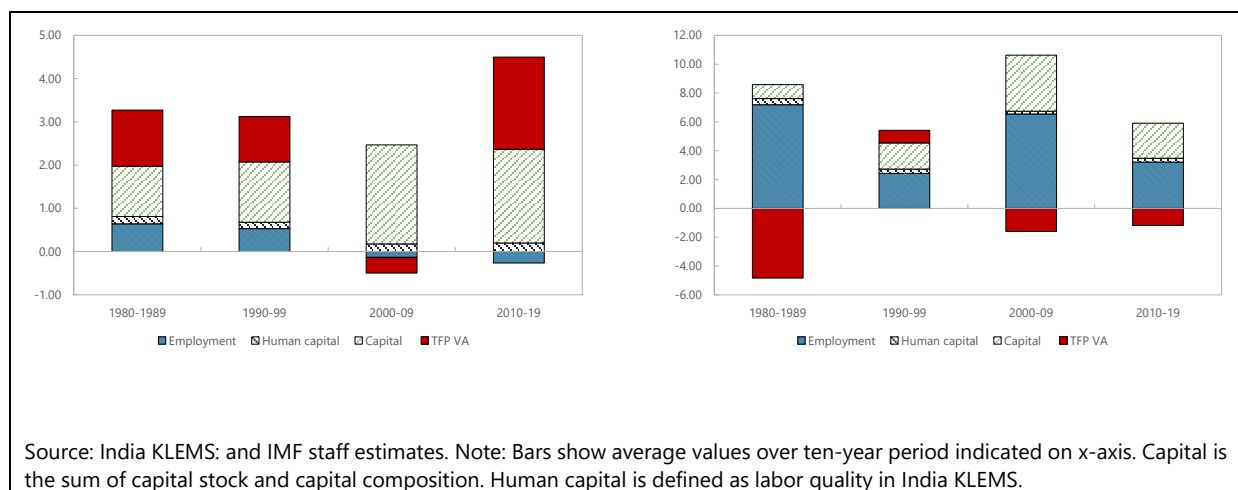 5.00
4.00
3.00
2.00
1.00
0.00
-1.00
1980-1989 1990-99 2000-09 2010-19
Employment Human capital Capital TFP VA
12.00
10.00
8.00
6.00
4.00
2.00
0.00
-2.00
-4.00
-6.00
1980-1989 1990-99 2000-09 2010-19
Employment Human capital Capital TFP VA
Source: India KLEMS: and IMF staff estimates. Note: Bars show average values over ten-year period indicated on x-axis. Capital is
the sum of capital stock and capital composition. Human capital is defined as labor quality in India KLEMS.